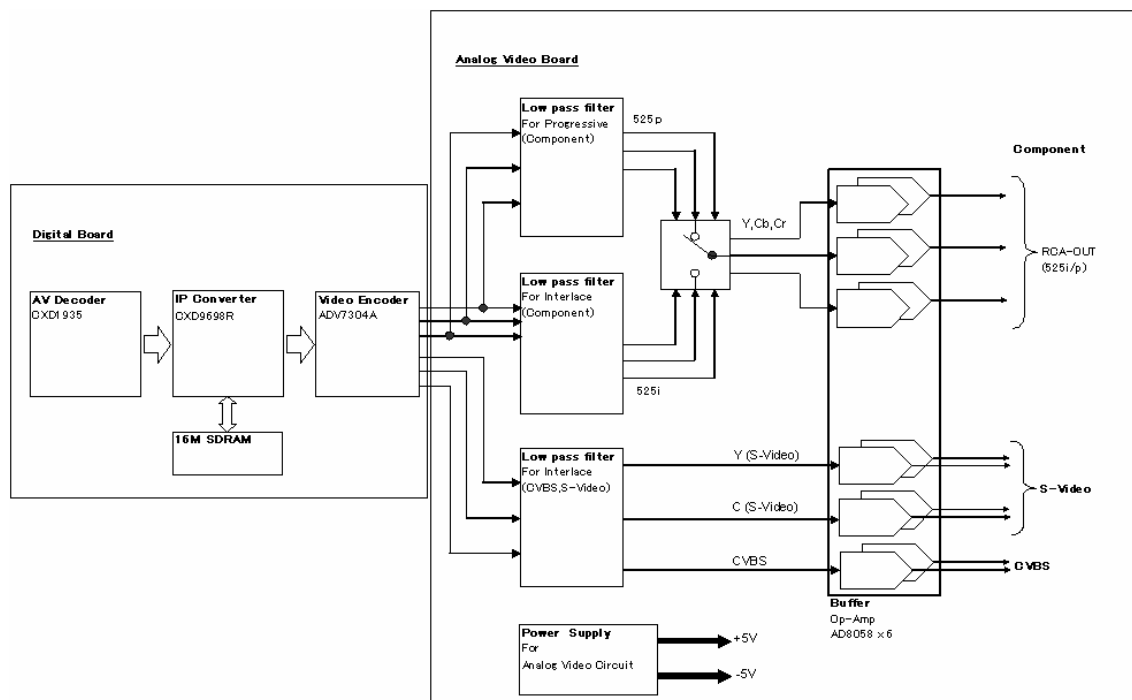 Analog Video Board
Low pass filter
For Progressive
(Component)
525p
Component
Digital Board
Y,Cb,Cr
RCA-OUT
(525i/p)
AV Decoder
CXD1935
IP Converter
CXD9698R
Video Encoder
ADV7304A
Low pass filter
For Interlace
(Component)
525i
16M SDRAM
Low pass filter
For Interlace
(CVBS,S-Video)
Y (S-Video)
S-Video
C (S-Video)
CVBS
CVBS
Buffer
Op-Amp
AD8058 x6
Power Supply
For
Analog Video Circuit
+5V
-5V